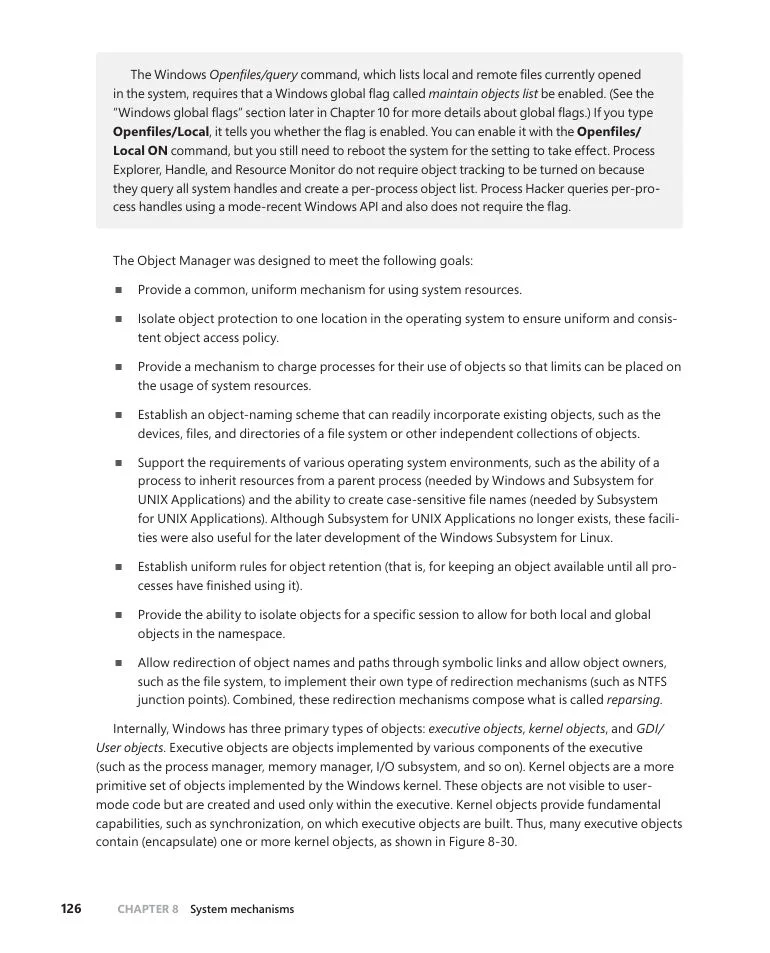 The Windows Openfiles/query command, which lists local and remote files currently opened
in the system, requires that a Windows global flag called maintain objects list be enabled. (See the
“Windows global flags” section later in Chapter 10 for more details about global flags.) If you type
Openfiles/Local, it tells you whether the flag is enabled. You can enable it with the Openfiles/
Local ON command, but you still need to reboot the system for the setting to take effect. Process
Explorer, Handle, and Resource Monitor do not require object tracking to be turned on because
they query all system handles and create a per-process object list. Process Hacker queries per-pro-
cess handles using a mode-recent Windows API and also does not require the flag.
The Object Manager was designed to meet the following goals:
■ Provide a common, uniform mechanism for using system resources.
■ Isolate object protection to one location in the operating system to ensure uniform and consis-
tent object access policy.
■ Provide a mechanism to charge processes for their use of objects so that limits can be placed on
the usage of system resources.
■ Establish an object-naming scheme that can readily incorporate existing objects, such as the
devices, files, and directories of a file system or other independent collections of objects.
■ Support the requirements of various operating system environments, such as the ability of a
process to inherit resources from a parent process (needed by Windows and Subsystem for
UNIX Applications) and the ability to create case-sensitive file names (needed by Subsystem
for UNIX Applications). Although Subsystem for UNIX Applications no longer exists, these facili-
ties were also useful for the later development of the Windows Subsystem for Linux.
■ Establish uniform rules for object retention (that is, for keeping an object available until all pro-
cesses have finished using it).
■ Provide the ability to isolate objects for a specific session to allow for both local and global
objects in the namespace.
■ Allow redirection of object names and paths through symbolic links and allow object owners,
such as the file system, to implement their own type of redirection mechanisms (such as NTFS
junction points). Combined, these redirection mechanisms compose what is called reparsing.
Internally, Windows has three primary types of objects: executive objects, kernel objects, and GDI/
User objects. Executive objects are objects implemented by various components of the executive
(such as the process manager, memory manager, I/O subsystem, and so on). Kernel objects are a more
primitive set of objects implemented by the Windows kernel. These objects are not visible to user-
mode code but are created and used only within the executive. Kernel objects provide fundamental
capabilities, such as synchronization, on which executive objects are built. Thus, many executive objects
contain (encapsulate) one or more kernel objects, as shown in Figure 8-30.
126 CHAPTER 8 System mechanisms